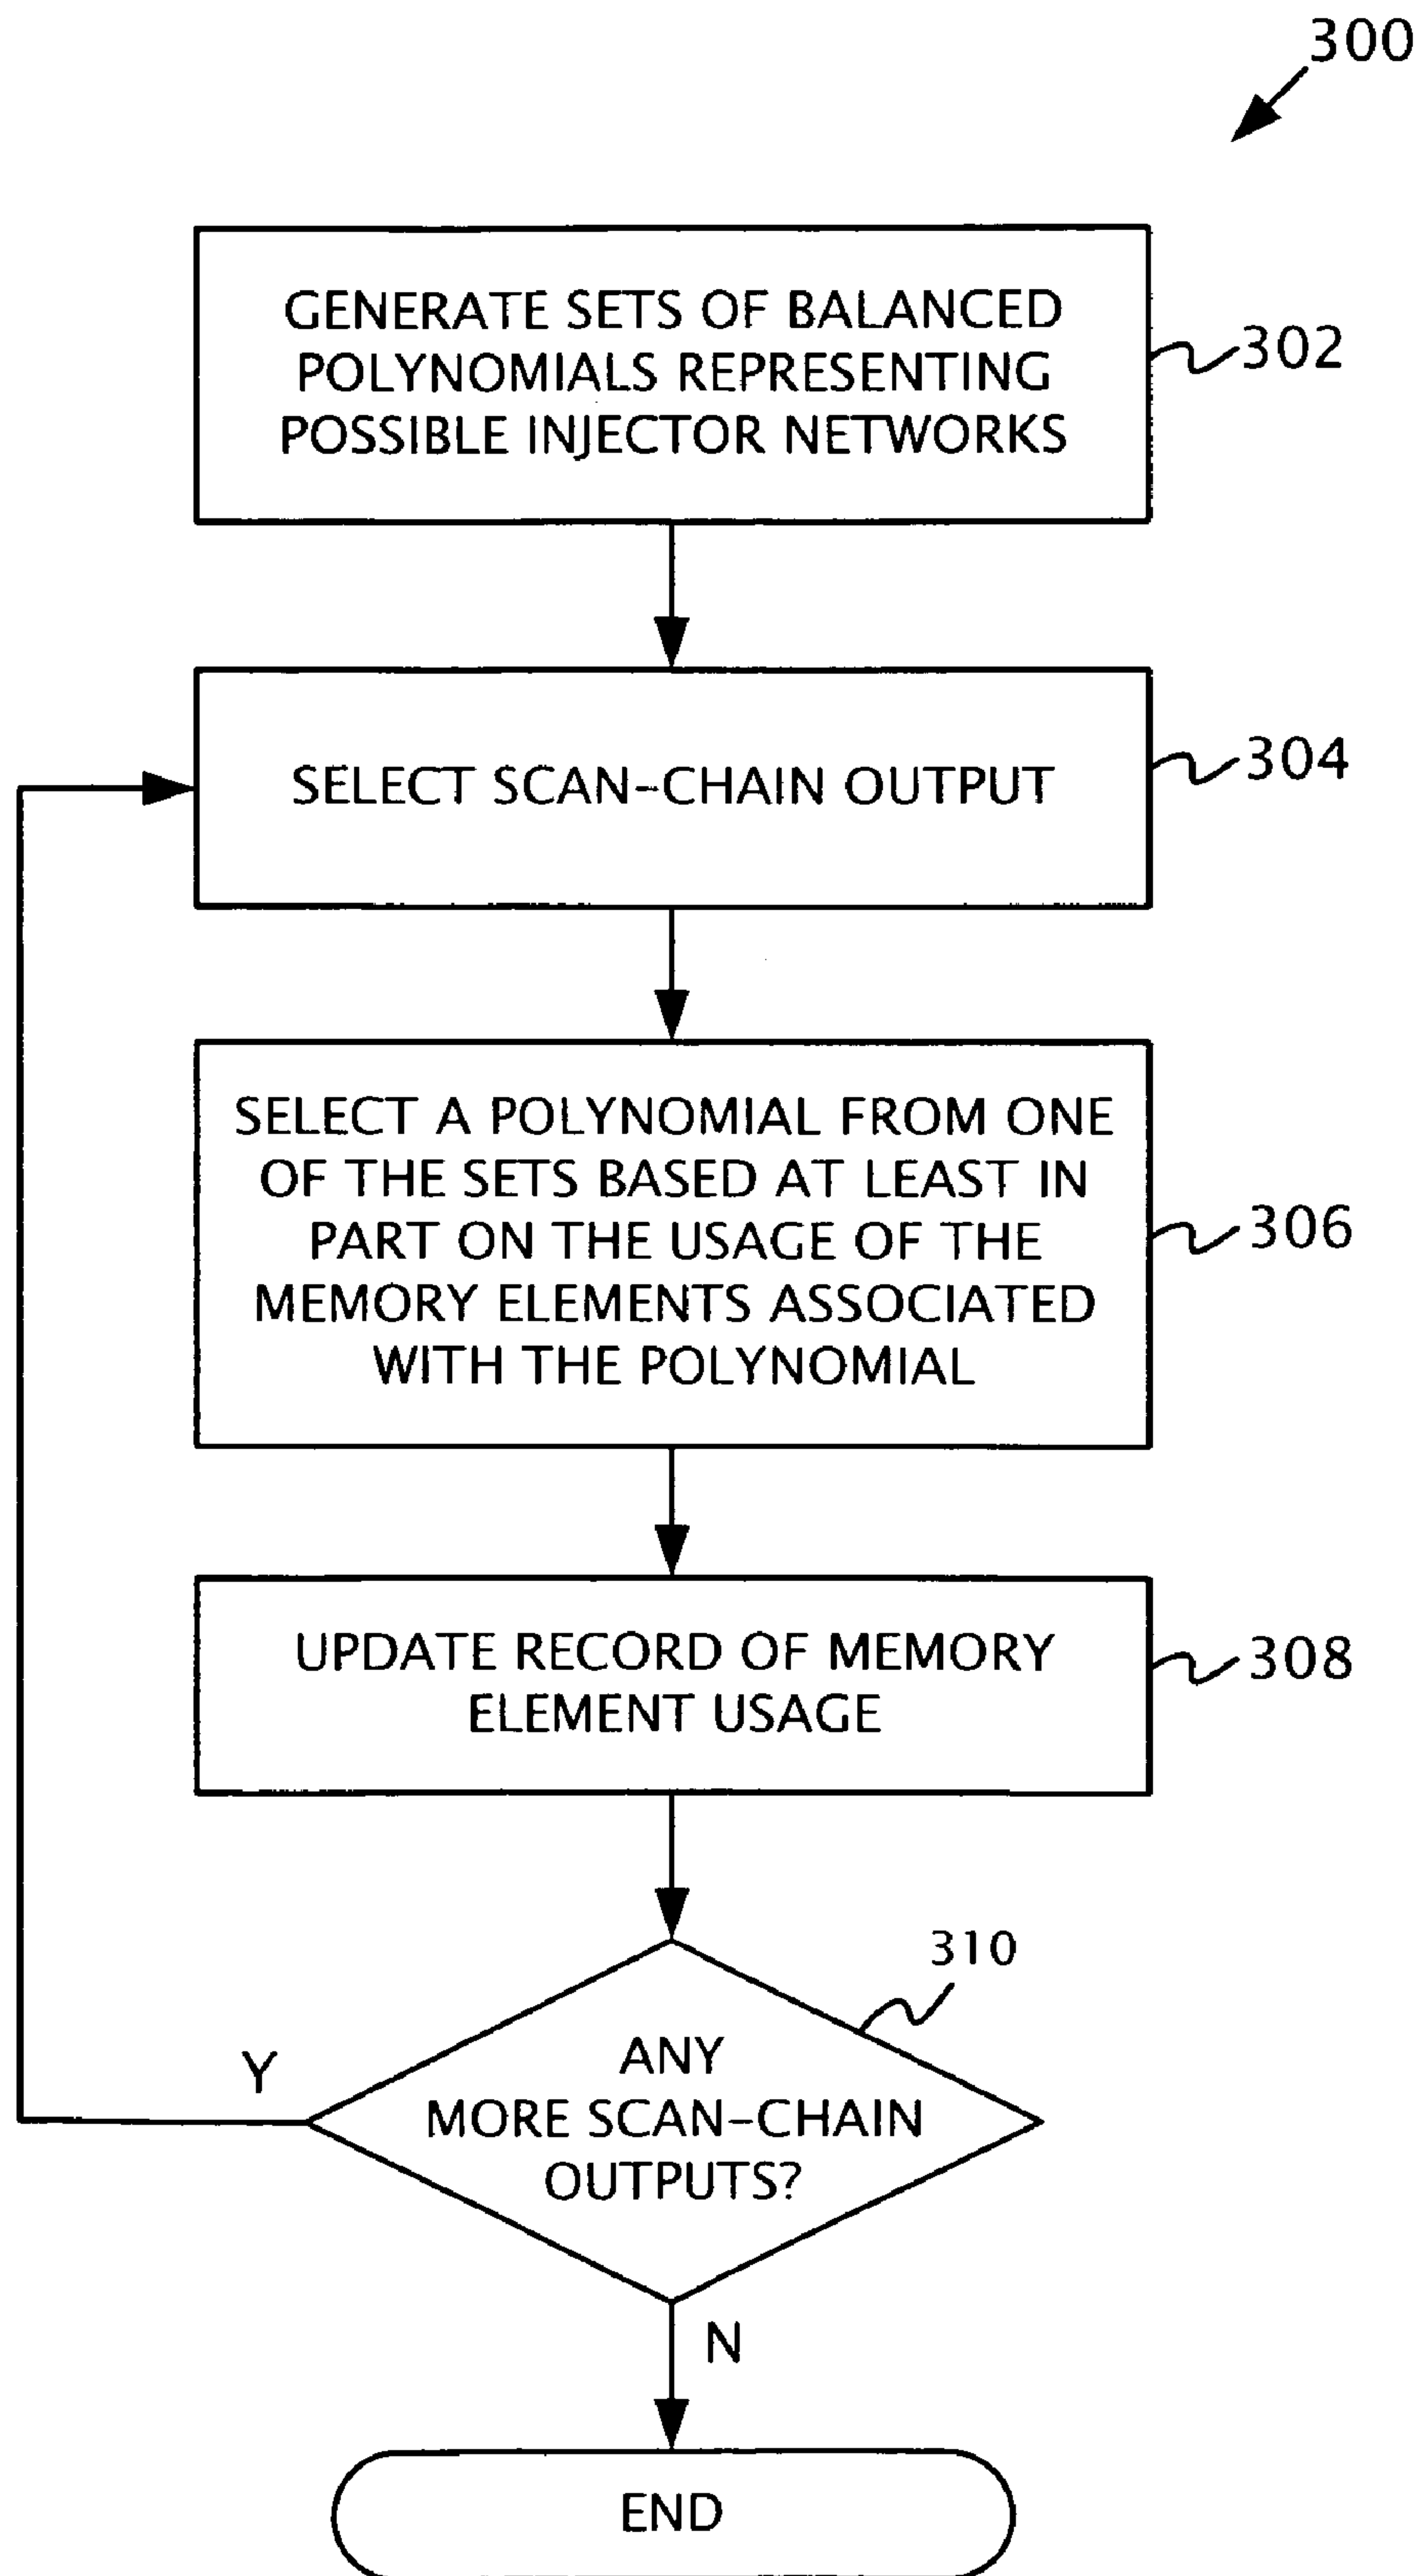 300
GENERATE SETS OF BALANCED
POLYNOMIALS REPRESENTING
POSSIBLE INJECTOR NETWORKS
302
SELECT SCAN-CHAIN OUTPUT
304
SELECT A POLYNOMIAL FROM ONE
OF THE SETS BASED AT LEAST IN
PART ON THE USAGE OF THE
MEMORY ELEMENTS ASSOCIATED
WITH THE POLYNOMIAL
306
UPDATE RECORD OF MEMORY
ELEMENT USAGE
308
310
ANY
MORE SCAN-CHAIN
OUTPUTS?
Y
N
END